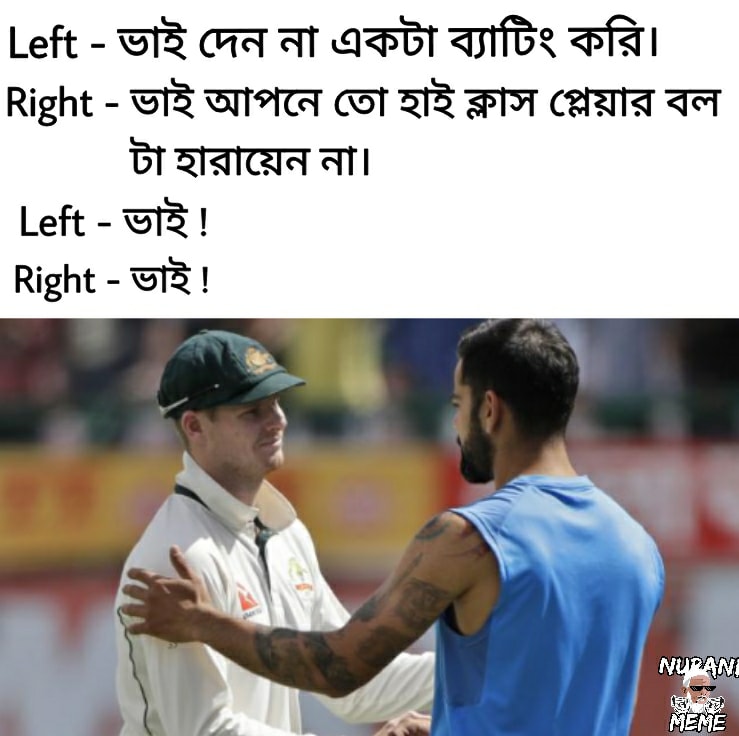 Left - ভাই দেন না একটা ব্যাটিং করি।
Right - ভাই আপনে তো হাই ক্লাস প্লেয়ার বল
টা হারায়েন না।
Left - ভাই !
Right - ভাই !
NURANI
MEME